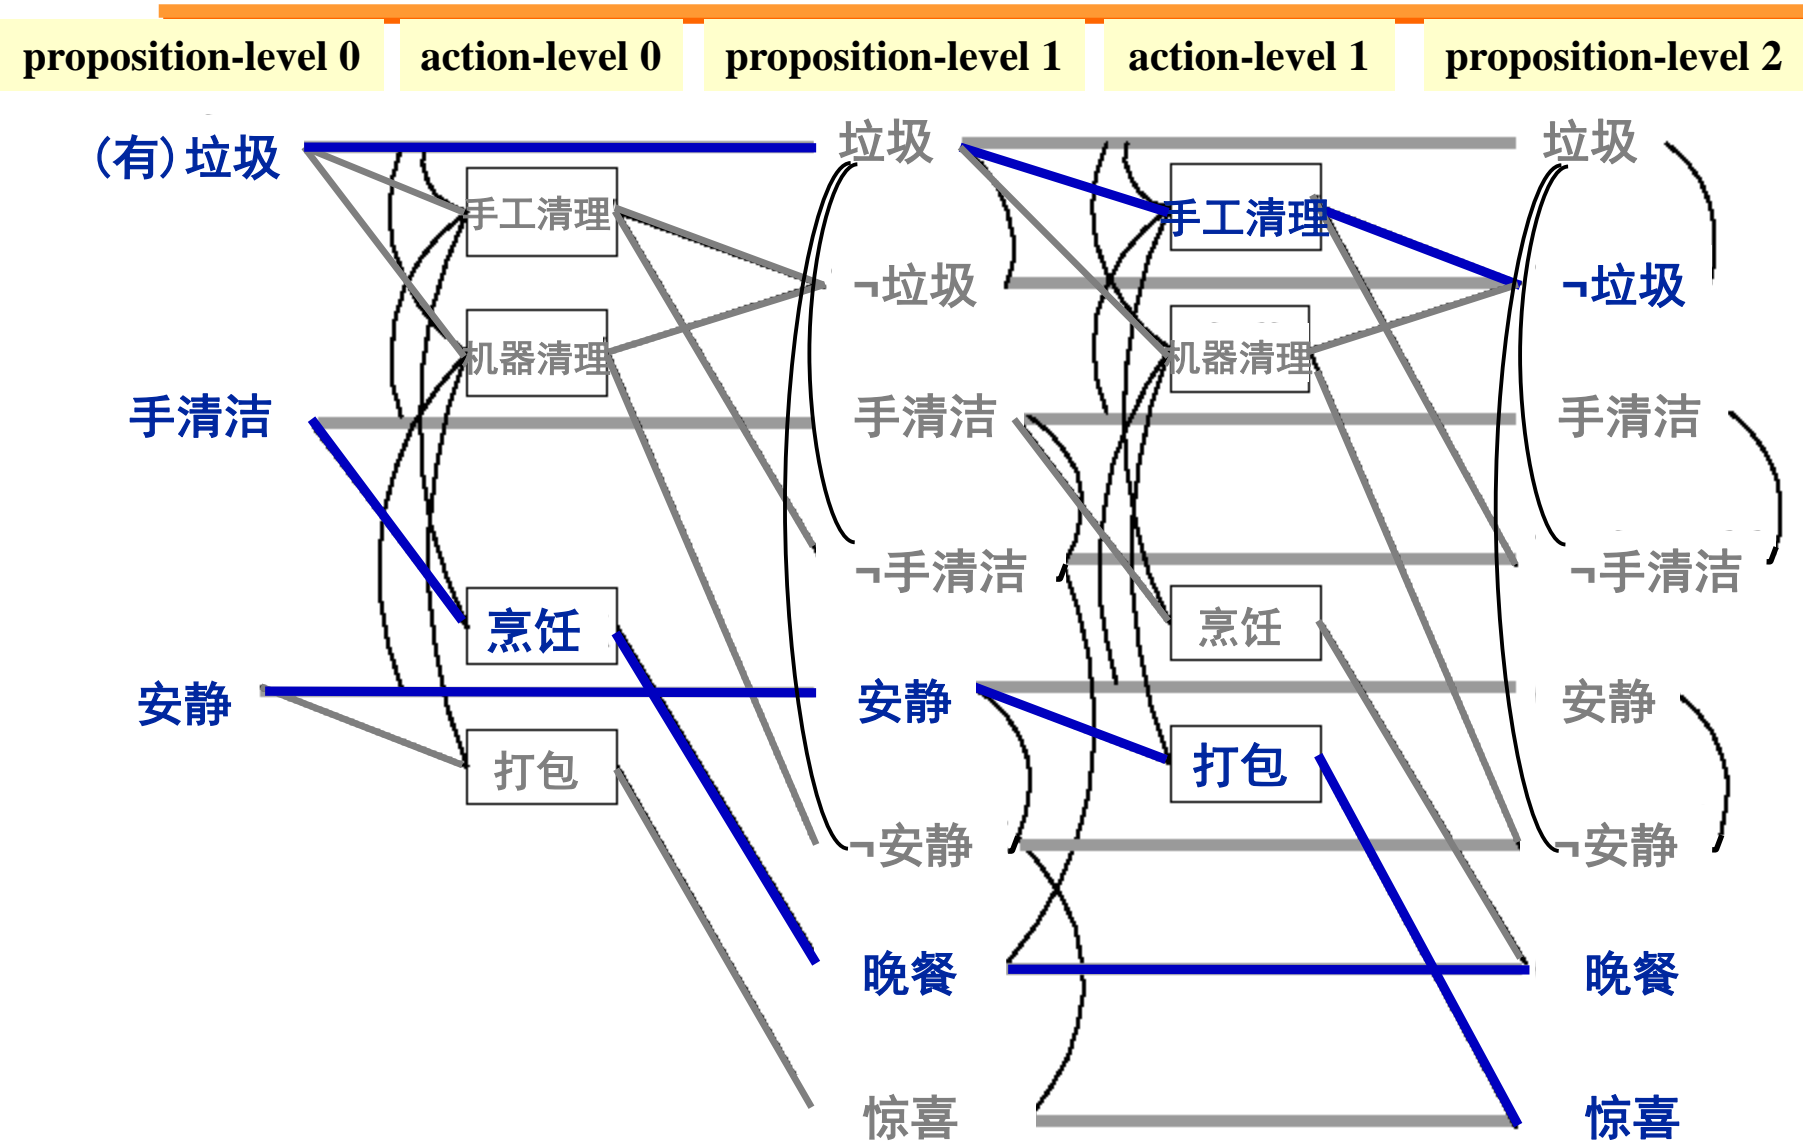 proposition-level 0
action-level 0
proposition-level 1
action-level 1
proposition-level 2
（有）垃圾
手清洁
安静
手工清理
机器清理
烹饪
打包
垃圾
¬垃圾
手清洁
¬手清洁
安静
¬安静
晚餐
惊喜
手工清理
机器清理
烹饪
打包
垃圾
¬垃圾
手清洁
¬手清洁
安静
¬安静
晚餐
惊喜